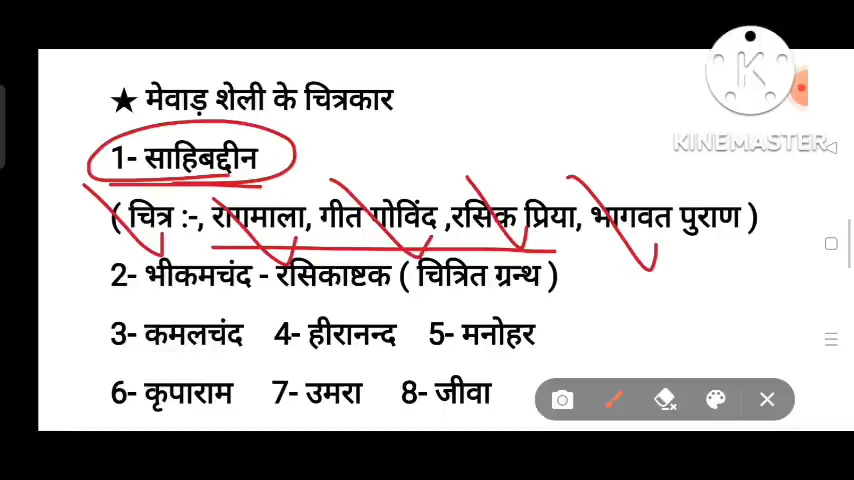 ★ मेवाड़ शेली के चित्रकार
1- साहिबद्दीन
( चित्र :-, रागमाला, गीत गोविंद ,रसिक प्रिया, भागवत पुराण )
2- भीकमचंद - रसिकाष्टक ( चित्रित ग्रन्थ )
3- कमलचंद 4- हीरानन्द 5- मनोहर
6- कृपाराम 7- उमरा 8- जीवा
K
KINEMASTER